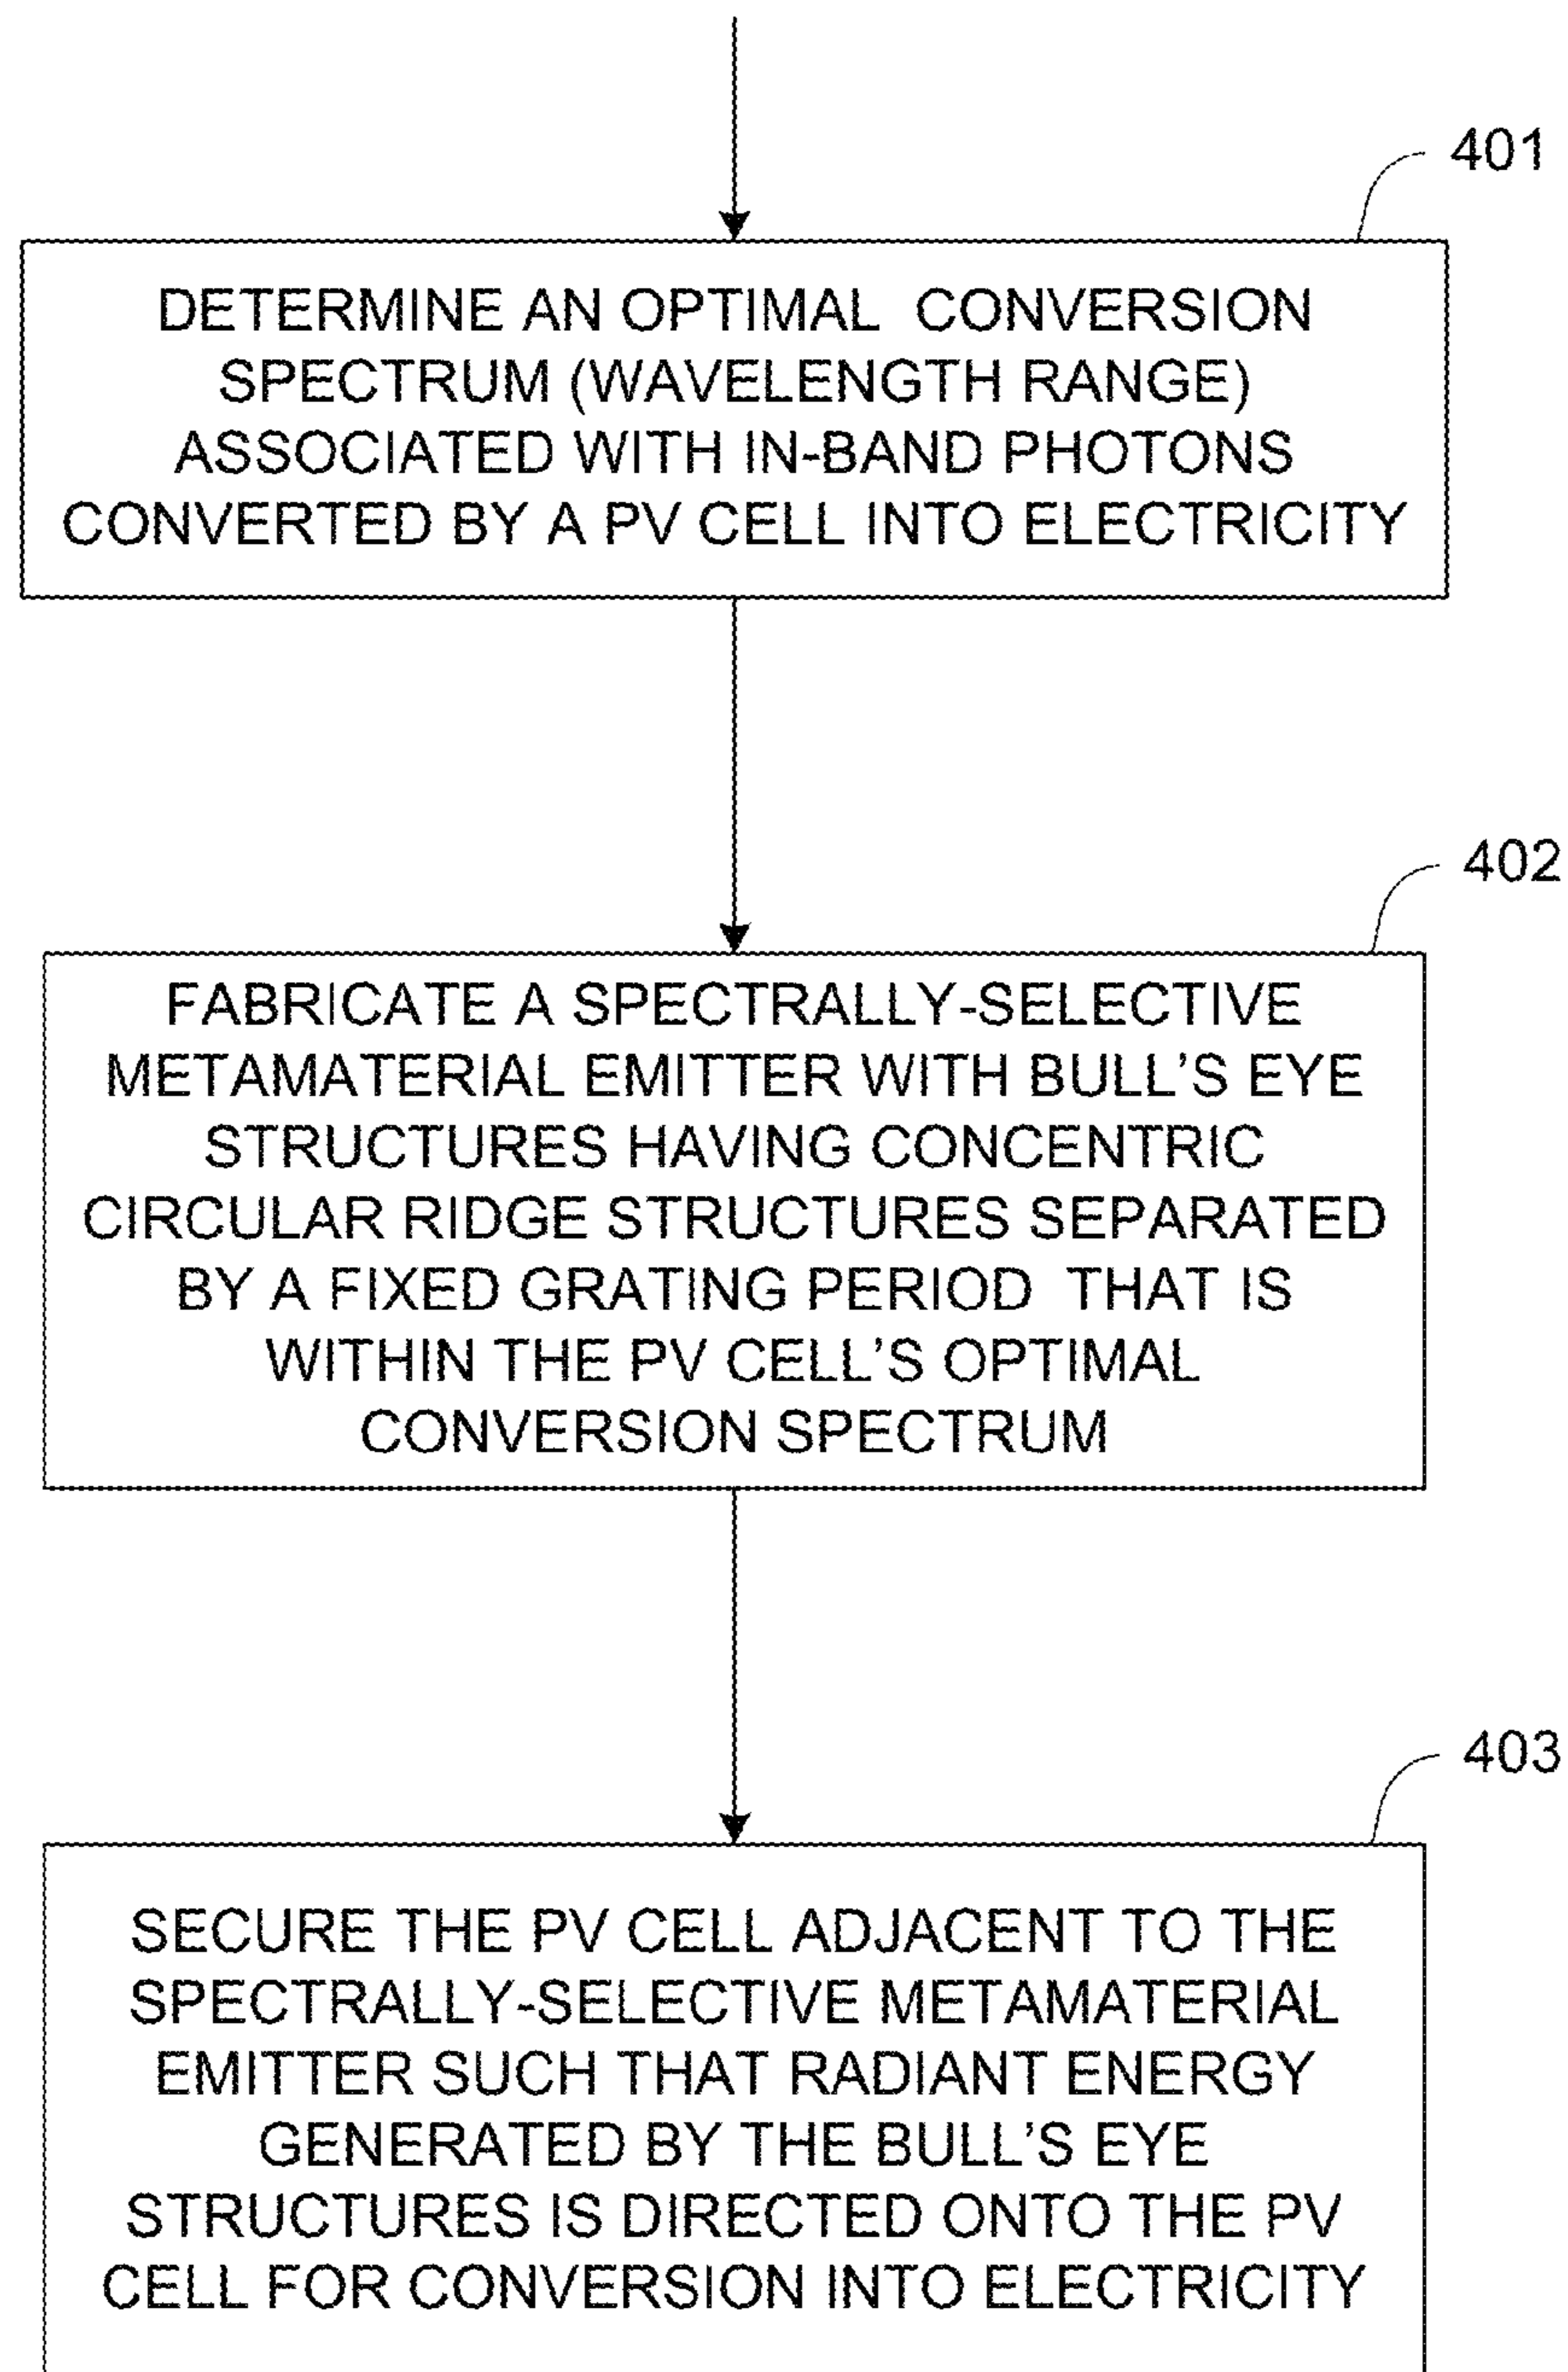 401
DETERMINE AN OPTIMAL CONVERSION
SPECTRUM (WAVELENGTH RANGE)
ASSOCIATED WITH IN-BAND PHOTONS
CONVERTED BY A PV CELL INTO ELECTRICITY
402
FABRICATE A SPECTRALLY-SELECTIVE
METAMATERIAL EMITTER WITH BULL'S EYE
STRUCTURES HAVING CONCENTRIC
CIRCULAR RIDGE STRUCTURES SEPARATED
BY A FIXED GRATING PERIOD THAT IS
WITHIN THE PV CELL'S OPTIMAL
CONVERSION SPECTRUM
403
SECURE THE PV CELL ADJACENT TO THE
SPECTRALLY-SELECTIVE METAMATERIAL
EMITTER SUCH THAT RADIANT ENERGY
GENERATED BY THE BULL'S EYE
STRUCTURES IS DIRECTED ONTO THE PV
CELL FOR CONVERSION INTO ELECTRICITY